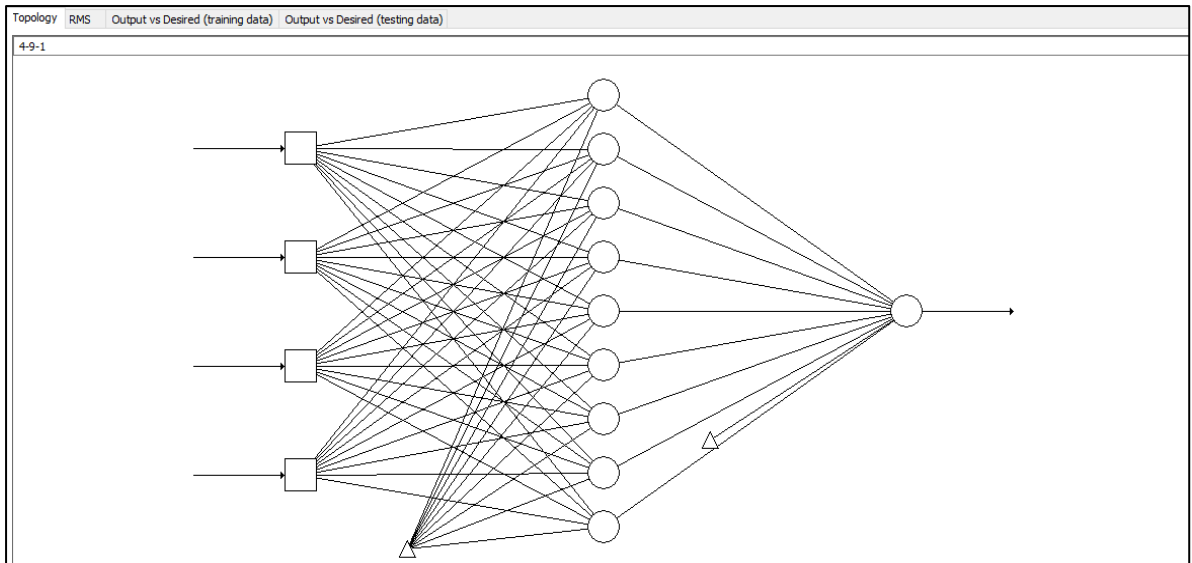 Topology RMS Output vs Desired (training data) Output vs Desired (testing data)
4-9-1